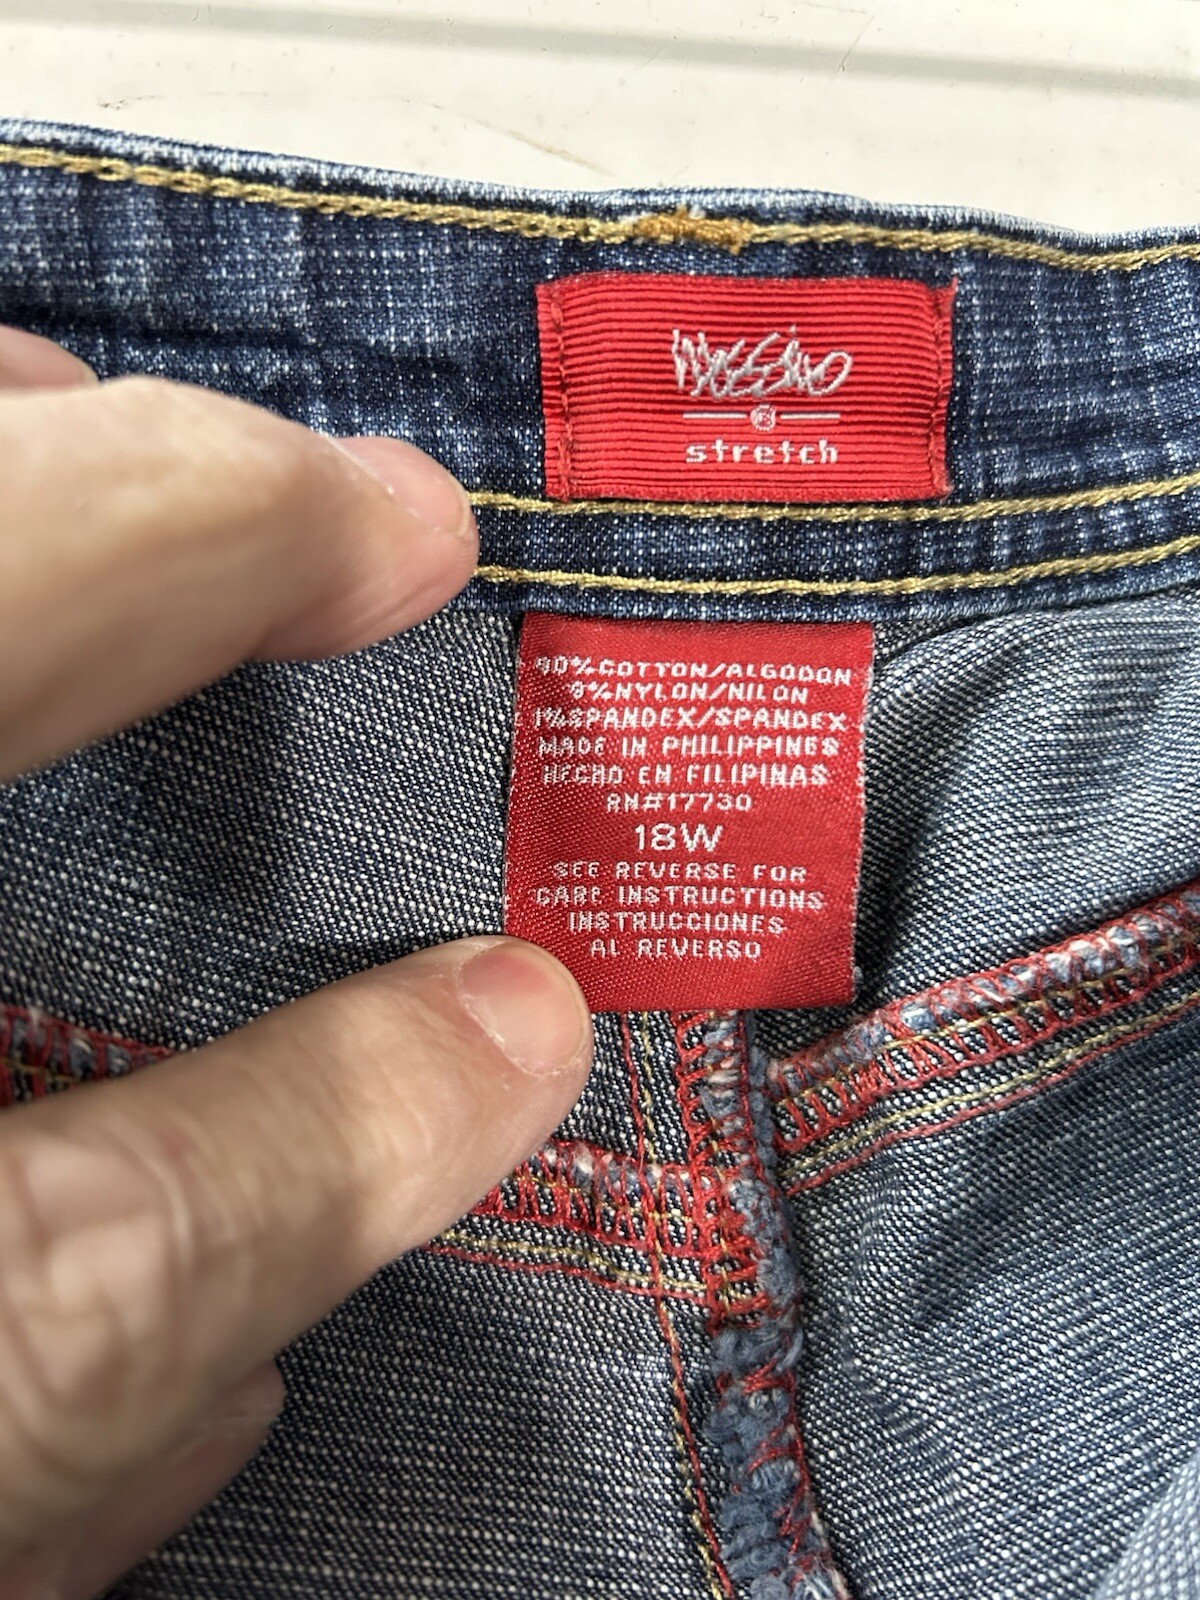 mossimo
®
stretch
90% COTTON/ALGODON
9% NYLON/NILON
1% SPANDEX/SPANDEX
MADE IN PHILIPPINES
HECHO EN FILIPINAS
RN#17730
18W
SEE REVERSE FOR
CARE INSTRUCTIONS
INSTRUCCIONES
AL REVERSO